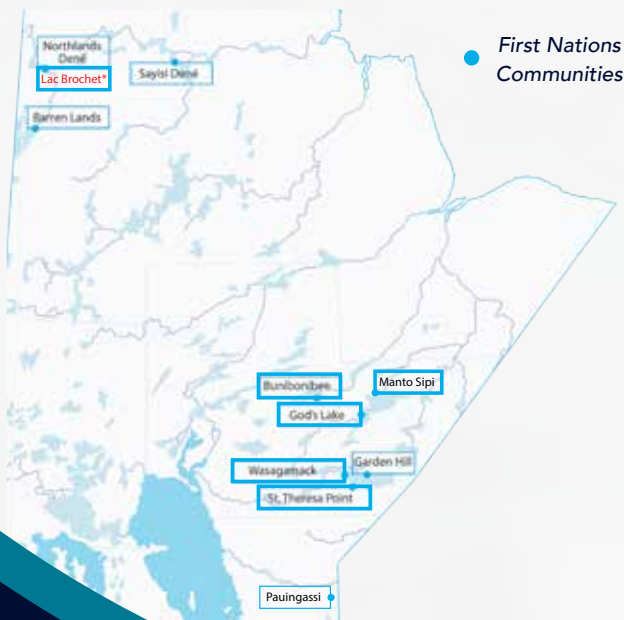 First Nations
Communities
Northlands
Dené
Lac Brochet*
Sayisi Dené
Barren Lands
Bunibonibee
Manto Sipi
God's Lake
Wasagamack
Garden Hill
St. Theresa Point
Pauingassi